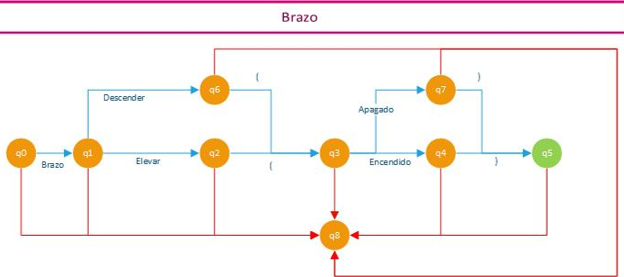 Brazo
q6
{
q7
}
Descender
Apagado
q0
Brazo
q1
Elevar
q2
{
q3
Encendido
q4
}
q5
q8